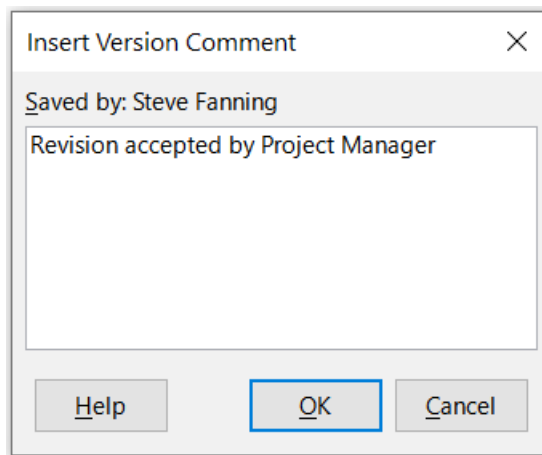 Insert Version Comment
Saved by: Steve Fanning
Revision accepted by Project Manager
Help OK Cancel